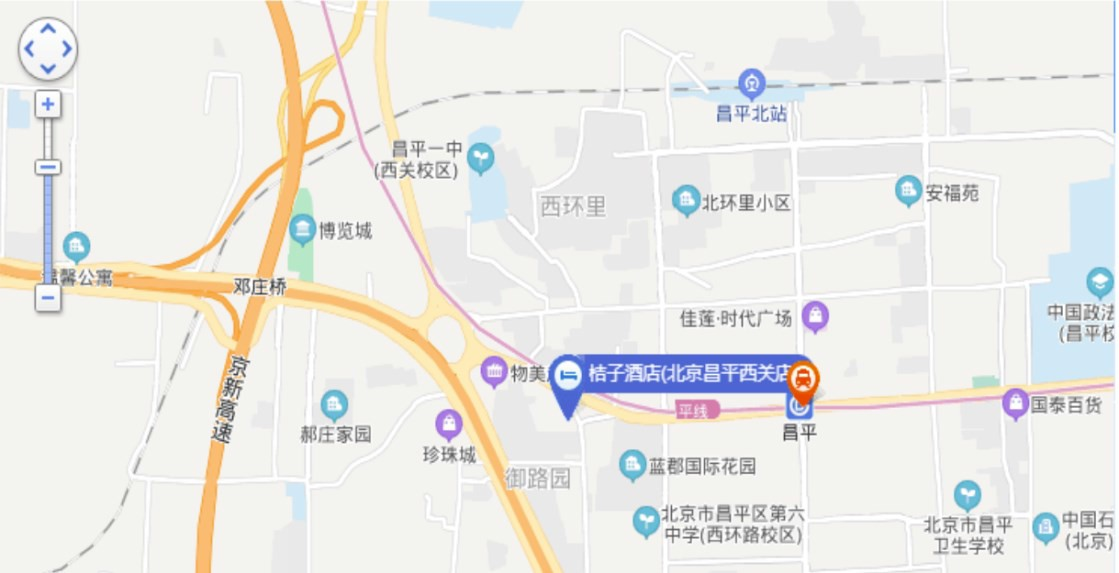 昌平北站
昌平一中
(西关校区)
西环里
北环里小区
安福苑
博览城
温馨公寓
邓庄桥
中国政法
(昌平校
佳莲·时代广场
京新高速
物美
桔子酒店(北京昌平西关店
平线
国泰百货
昌平
郝庄家园
珍珠城
御路园
蓝郡国际花园
北京市昌平区第六
中学(西环路校区)
北京市昌平
卫生学校
中国石
(北京)